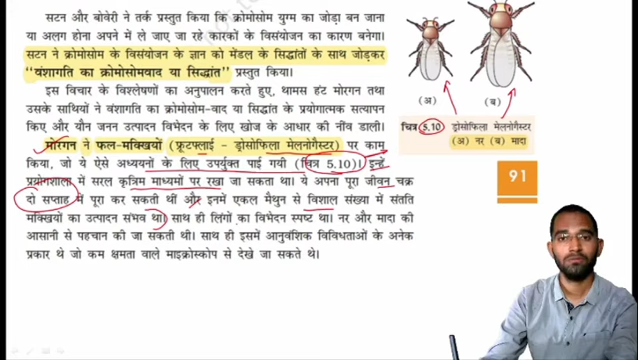 सटन और बोवेरी ने तर्क प्रस्तुत किया कि क्रोमोसोम युग्म का जोड़ा बन जाना
या अलग होना अपने में ले जाए जा रहे कारकों के विसंयोजन का कारण बनेगा।
सटन ने क्रोमोसोम के विसंयोजन के ज्ञान को मेंडल के सिद्धांतों के साथ जोड़कर
“वंशागति का क्रोमोसोमवाद या सिद्धांत” प्रस्तुत किया।
इस विचार के विश्लेषणों का अनुपालन करते हुए, थामस हंट मोरगन तथा
उसके साथियों ने वंशागति का क्रोमोसोम-वाद या सिद्धांत के प्रयोगात्मक सत्यापन
किए और यौन जनन उत्पादन विभेदन के लिए खोज के आधार की नींव डाली।
मोरगन ने फल-मक्खियों (फ्रूटफ्लाई - ड्रोसोफिला मेलनोगैस्टर) पर काम
किया, जो ये ऐसे अध्ययनों के लिए उपर्युक्त पाई गयी (चित्र 5.10)। इन्हें
प्रयोगशाला में सरल कृत्रिम माध्यमों पर रखा जा सकता था। ये अपना पूरा जीवन चक्र
दो सप्ताह में पूरा कर सकती थीं और इनमें एकल मैथुन से विशाल संख्या में संतति
मक्खियों का उत्पादन संभव था। साथ ही लिंगों का विभेदन स्पष्ट था। नर और मादा की
आसानी से पहचान की जा सकती थी। साथ ही इसमें आनुवंशिक विविधताओं के अनेक
प्रकार थे जो कम क्षमता वाले माइक्रोस्कोप से देखे जा सकते थे।
(अ) (ब)
चित्र 5.10 ड्रोसोफिला मेलनोगैस्टर
(अ) नर (ब) मादा
91